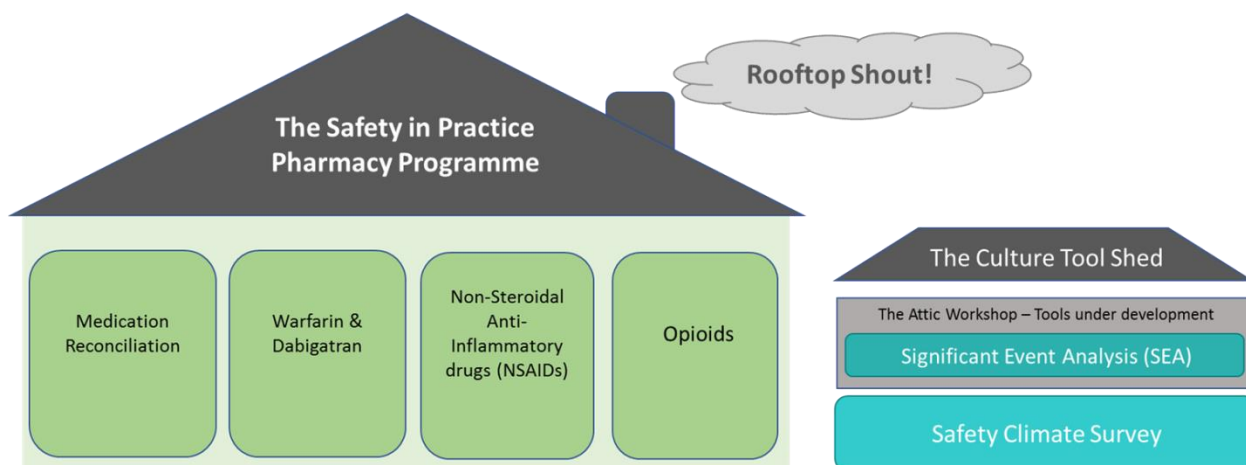 Rooftop Shout!
The Safety in Practice
Pharmacy Programme
Medication
Reconciliation
Warfarin &
Dabigatran
Non-Steroidal
Anti-
Inflammatory
drugs (NSAIDs)
Opioids
The Culture Tool Shed
The Attic Workshop – Tools under development
Significant Event Analysis (SEA)
Safety Climate Survey